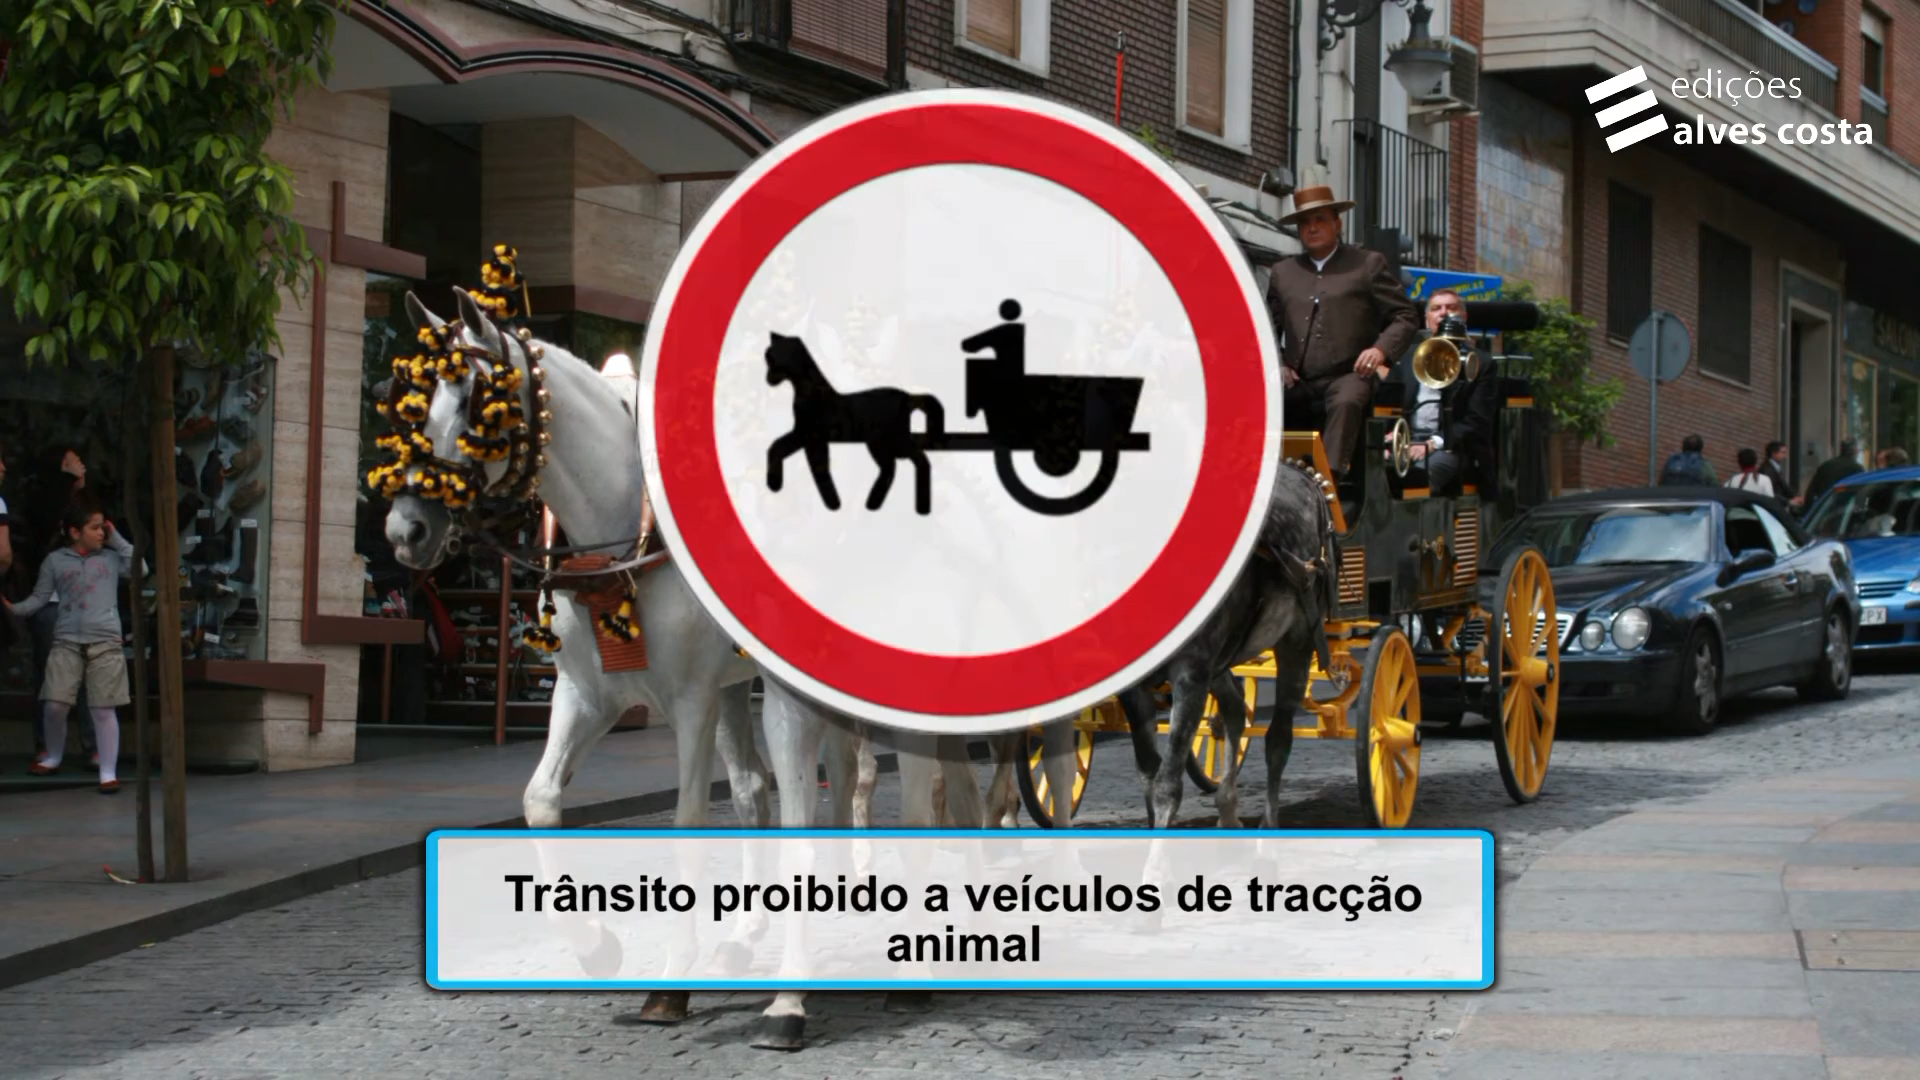 edições
alves costa
Trânsito proibido a veículos de tracção
animal